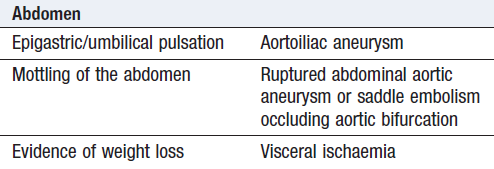 Abdomen
Epigastric/umbilical pulsation Aortoiliac aneurysm
Mottling of the abdomen Ruptured abdominal aortic
aneurysm or saddle embolism
occluding aortic bifurcation
Evidence of weight loss Visceral ischaemia